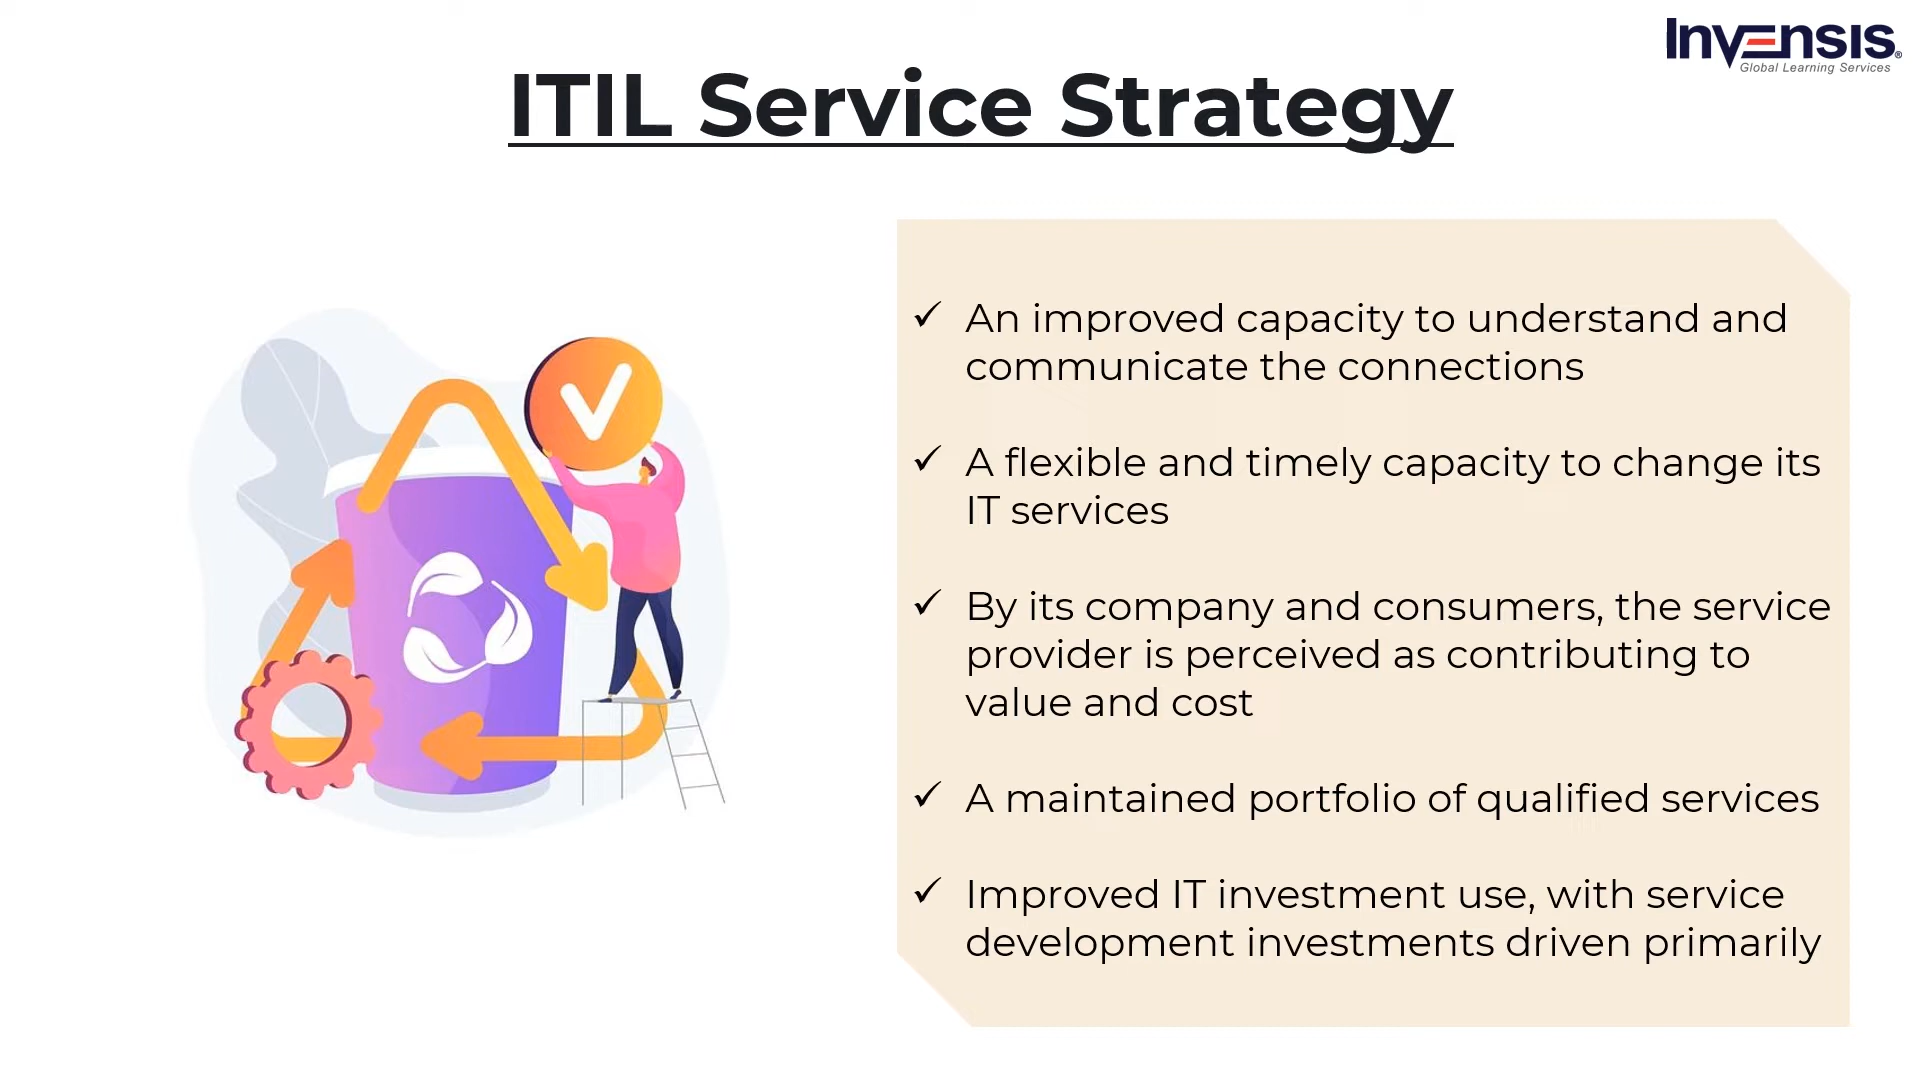 Invensis®
Global Learning Services
ITIL Service Strategy
✓ An improved capacity to understand and
communicate the connections
✓ A flexible and timely capacity to change its
IT services
✓ By its company and consumers, the service
provider is perceived as contributing to
value and cost
✓ A maintained portfolio of qualified services
✓ Improved IT investment use, with service
development investments driven primarily